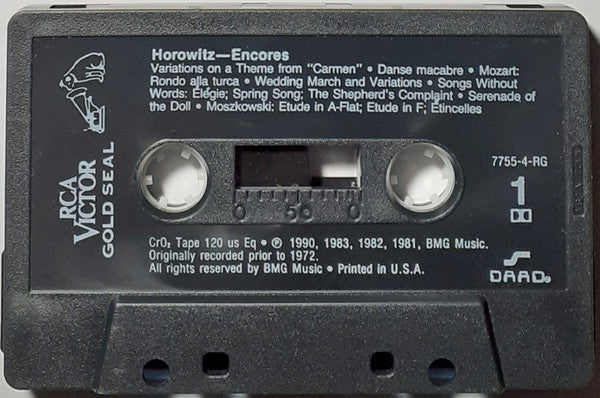 Horowitz—Encores
Variations on a Theme from "Carmen" • Danse macabre • Mozart:
Rondo alla turca • Wedding March and Variations • Songs Without
Words: Élégie; Spring Song; The Shepherd's Complaint • Serenade of
the Doll • Moszkowski: Etude in A-Flat; Etude in F; Etincelles
RCA
VICTOR
GOLD SEAL
7755-4-RG
1
0 50 0
CrO₂ Tape 120 us Eq • ℗ 1990, 1983, 1982, 1981, BMG Music.
Originally recorded prior to 1972.
All rights reserved by BMG Music • Printed in U.S.A.
DAAD®